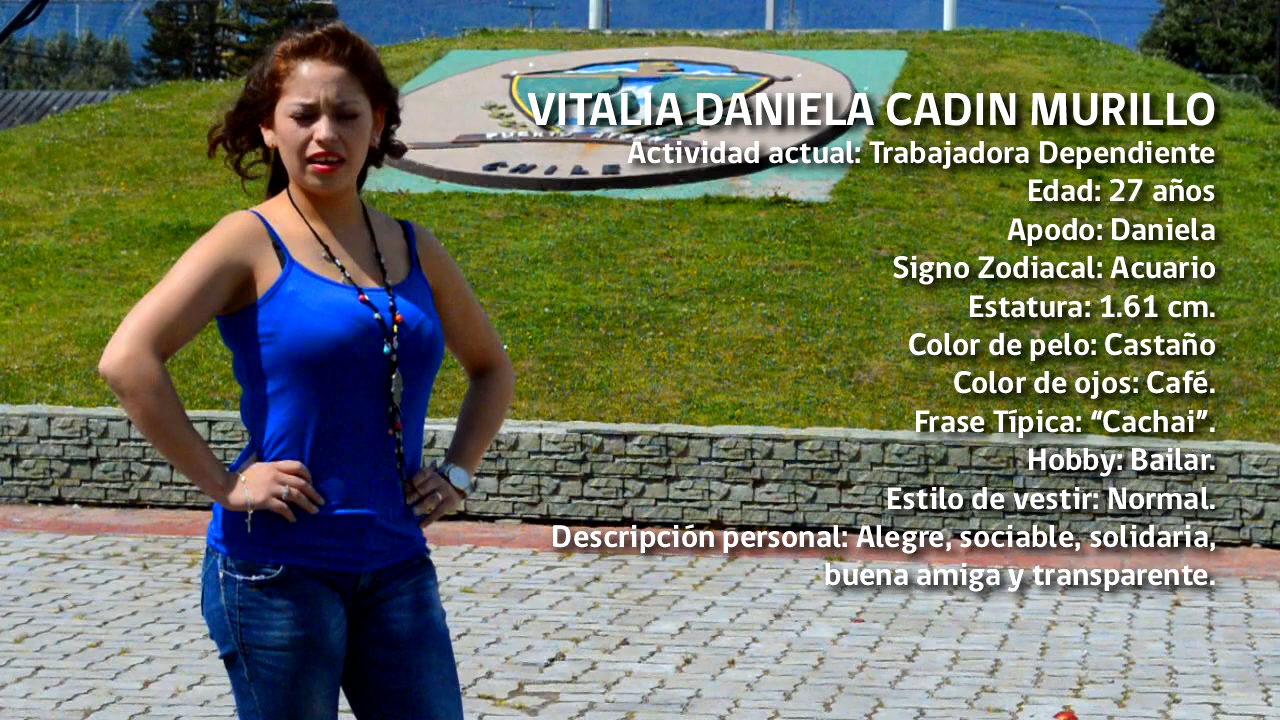 VITALIA DANIELA CADIN MURILLO
Actividad actual: Trabajadora Dependiente
Edad: 27 años
Apodo: Daniela
Signo Zodiacal: Acuario
Estatura: 1.61 cm.
Color de pelo: Castaño
Color de ojos: Café.
Frase Típica: “Cachai”.
Hobby: Bailar.
Estilo de vestir: Normal.
Descripción personal: Alegre, sociable, solidaria,
buena amiga y transparente.
CHILE